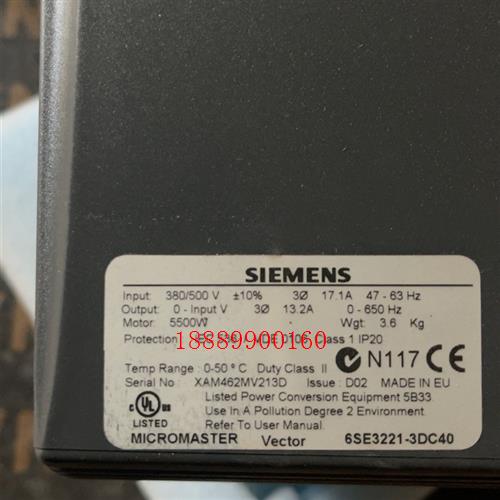 SIEMENS
Input: 380/500 V ±10% 3Ø 17.1A 47 - 63 Hz
Output: 0 - Input V 3Ø 13.2A 0 - 650 Hz
Motor: 5500W Wgt: 3.6 Kg
Protection: Class 1 IP20
18889900160
Temp Range : 0-50 °C Duty Class II
N117 CE
Serial No : XAM462MV213D Issue : D02 MADE IN EU
Listed Power Conversion Equipment 5B33
Use In A Pollution Degree 2 Environment.
Refer To User Manual.
C UL US
LISTED
MICROMASTER Vector 6SE3221-3DC40